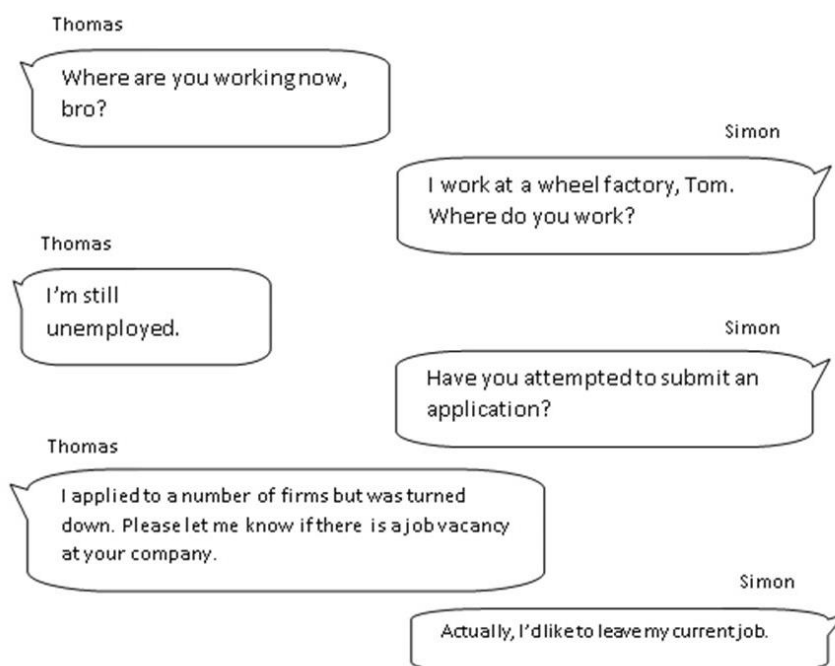 Thomas
Where are you working now,
bro?
Simon
I work at a wheel factory, Tom.
Where do you work?
Thomas
I'm still
unemployed.
Simon
Have you attempted to submit an
application?
Thomas
I applied to a number of firms but was turned
down. Please let me know if there is a job vacancy
at your company.
Simon
Actually, I'd like to leave my current job.